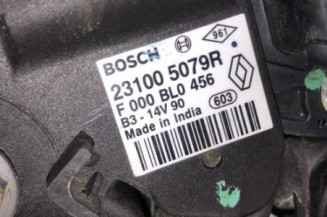 BOSCH
961
23100 5079R
F 000 BL0 456
B3 - 14V 90
603
Made in India